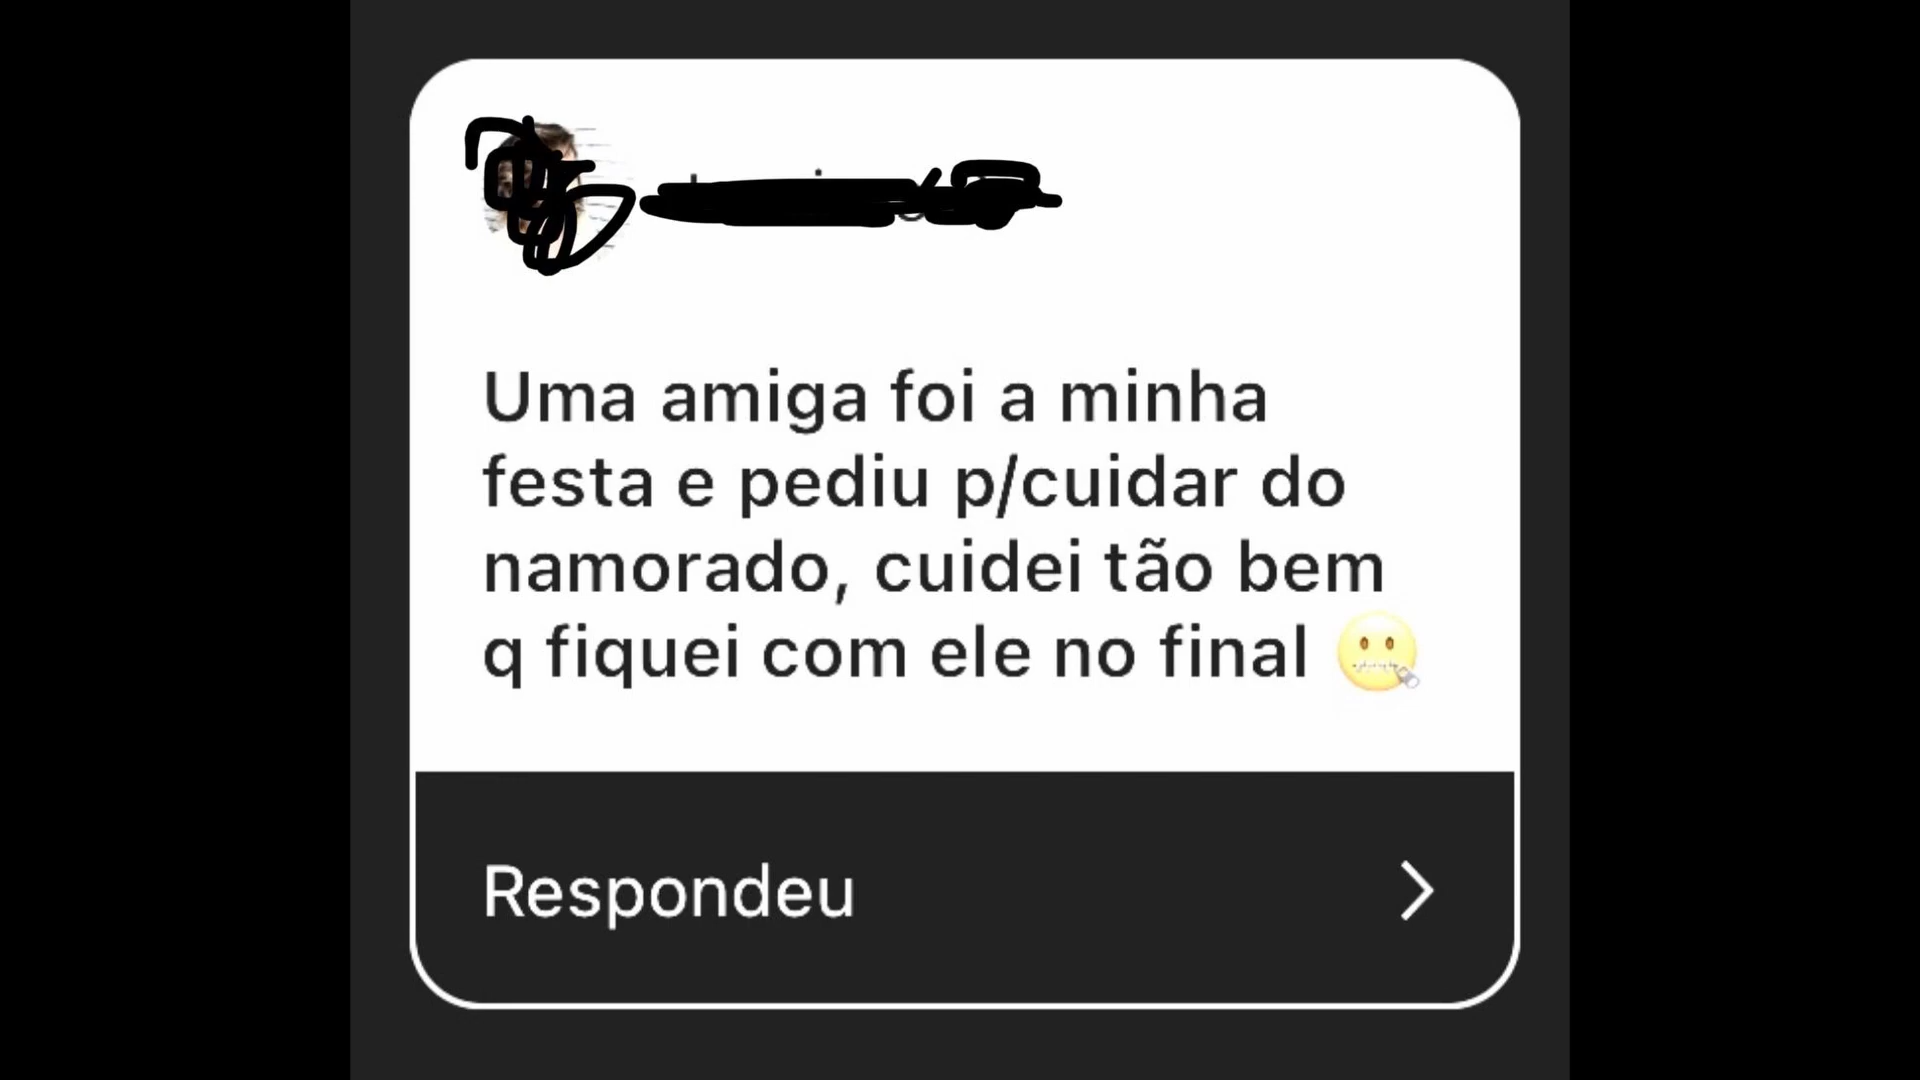 Uma amiga foi a minha
festa e pediu p/cuidar do
namorado, cuidei tão bem
q fiquei com ele no final 🤐
Respondeu